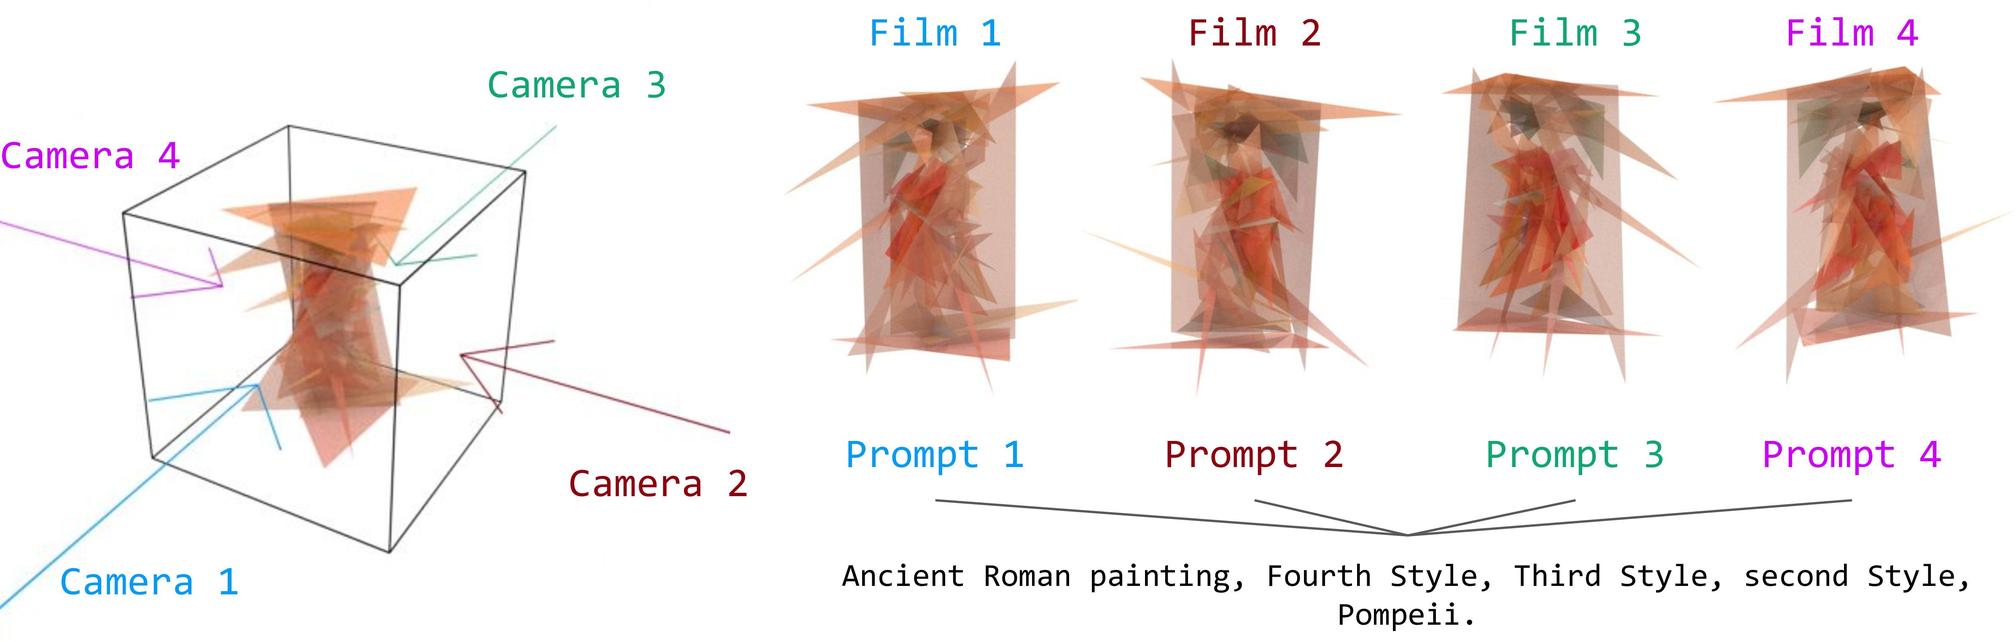 Camera 3
Camera 4
Camera 2
Camera 1
Film 1
Film 2
Film 3
Film 4
Prompt 1
Prompt 2
Prompt 3
Prompt 4
Ancient Roman painting, Fourth Style, Third Style, second Style,
Pompeii.